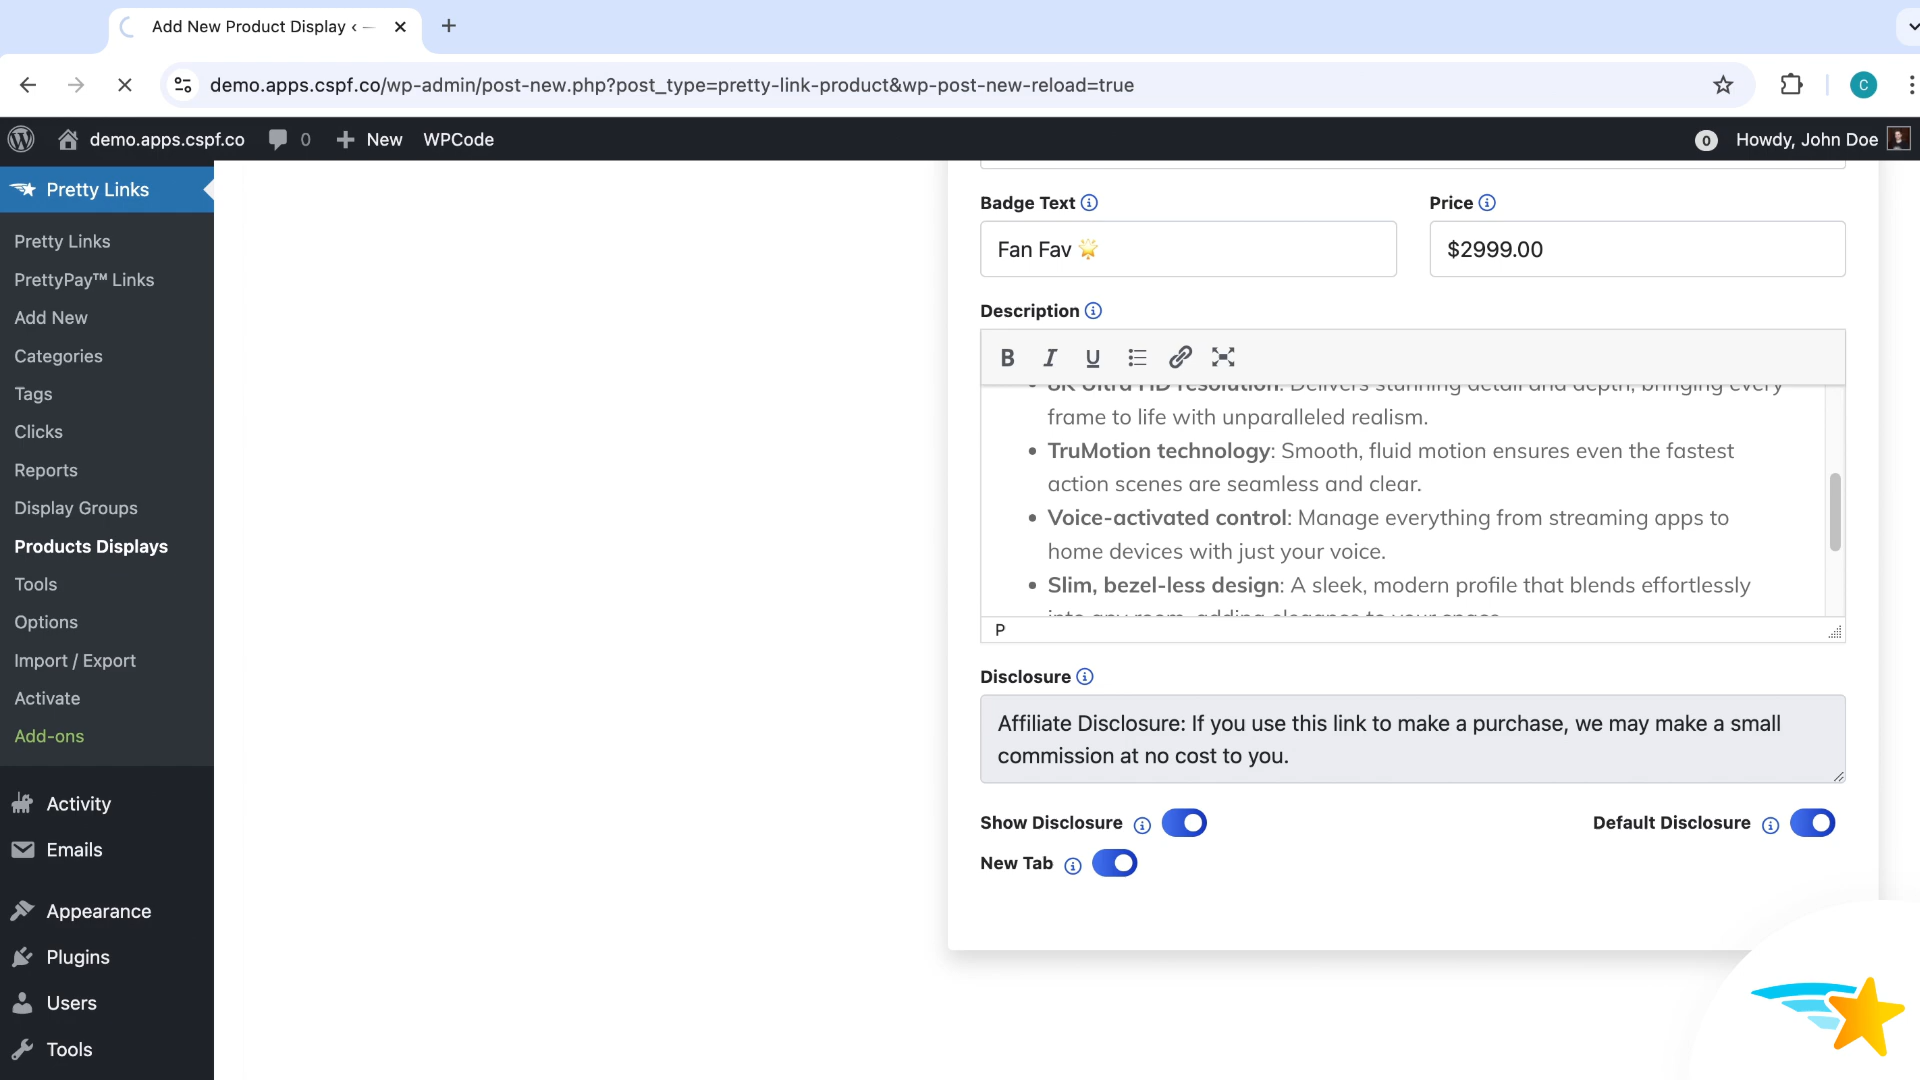 Add New Product Display ‹ —
demo.apps.cspf.co/wp-admin/post-new.php?post_type=pretty-link-product&wp-post-new-reload=true
C
demo.apps.cspf.co
0
New
WPCode
0
Howdy, John Doe
Pretty Links
Pretty Links
PrettyPay™ Links
Add New
Categories
Tags
Clicks
Reports
Display Groups
Products Displays
Tools
Options
Import / Export
Activate
Add-ons
Activity
Emails
Appearance
Plugins
Users
Tools
Badge Text
Price
Fan Fav 🌟
$2999.00
Description
B I U
8K Ultra HD resolution: Delivers stunning detail and depth, bringing every
frame to life with unparalleled realism.
• TruMotion technology: Smooth, fluid motion ensures even the fastest
action scenes are seamless and clear.
• Voice-activated control: Manage everything from streaming apps to
home devices with just your voice.
• Slim, bezel-less design: A sleek, modern profile that blends effortlessly
into any room, adding elegance to your space.
P
Disclosure
Affiliate Disclosure: If you use this link to make a purchase, we may make a small
commission at no cost to you.
Show Disclosure
Default Disclosure
New Tab